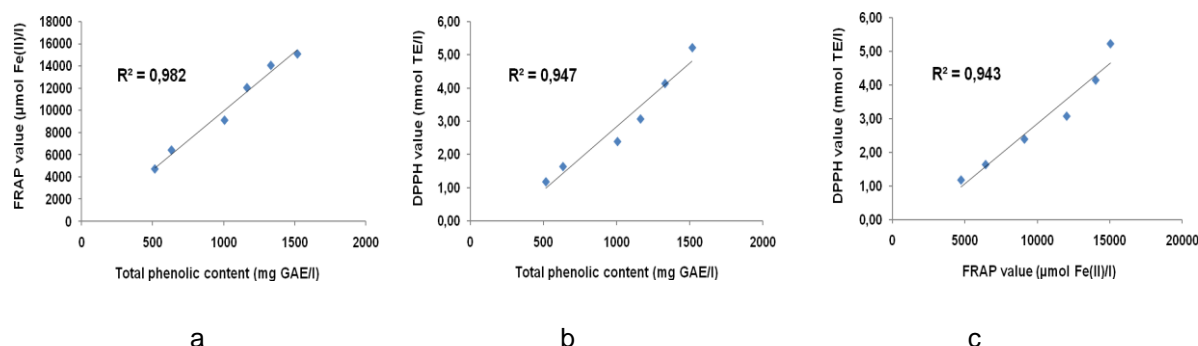 FRAP value (µmol Fe(II)/l)
18000
16000
14000
12000
10000
8000
6000
4000
2000
0
R² = 0,982
0 500 1000 1500 2000
Total phenolic content (mg GAE/l)
a
DPPH value (mmol TE/l)
6,00
5,00
4,00
3,00
2,00
1,00
0,00
R² = 0,947
0 500 1000 1500 2000
Total phenolic content (mg GAE/l)
b
DPPH value (mmol TE/l)
6,00
5,00
4,00
3,00
2,00
1,00
0,00
R² = 0,943
0 5000 10000 15000 20000
FRAP value (µmol Fe(II)/l)
c